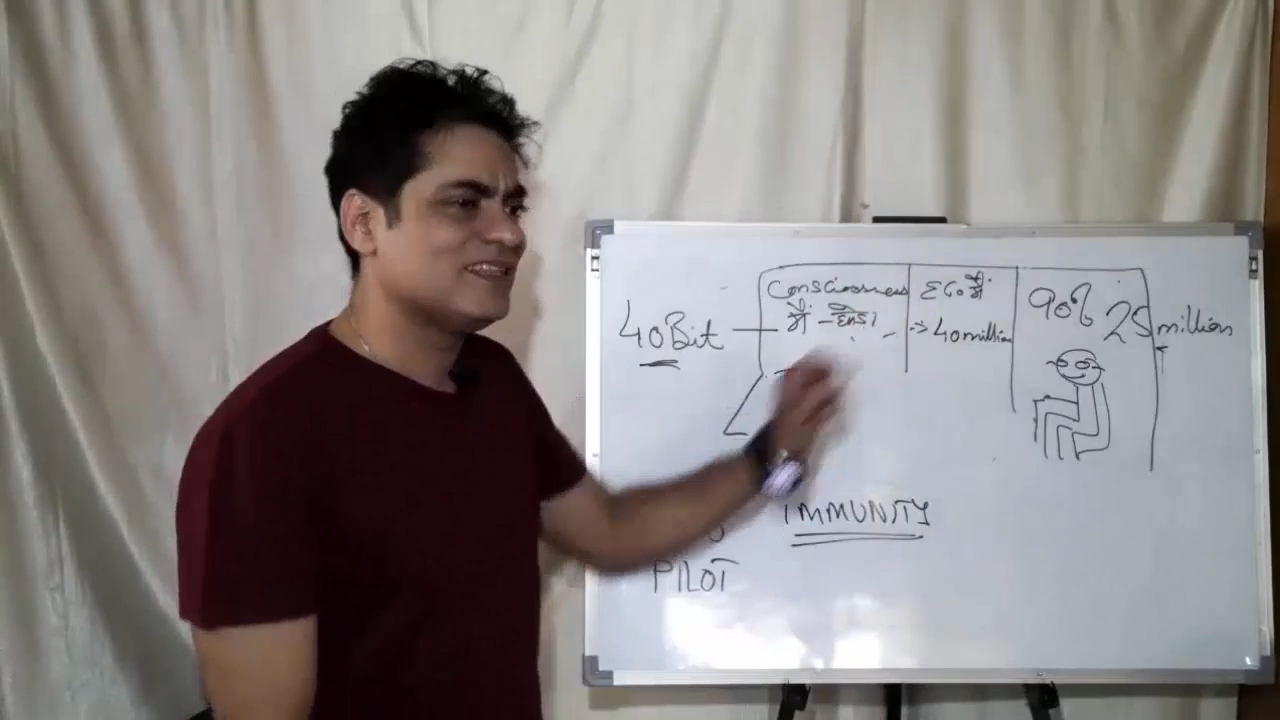 40 Bit
Consciousness
EGO में
में
40 million
90%
25 million
IMMUNITY
PILOT